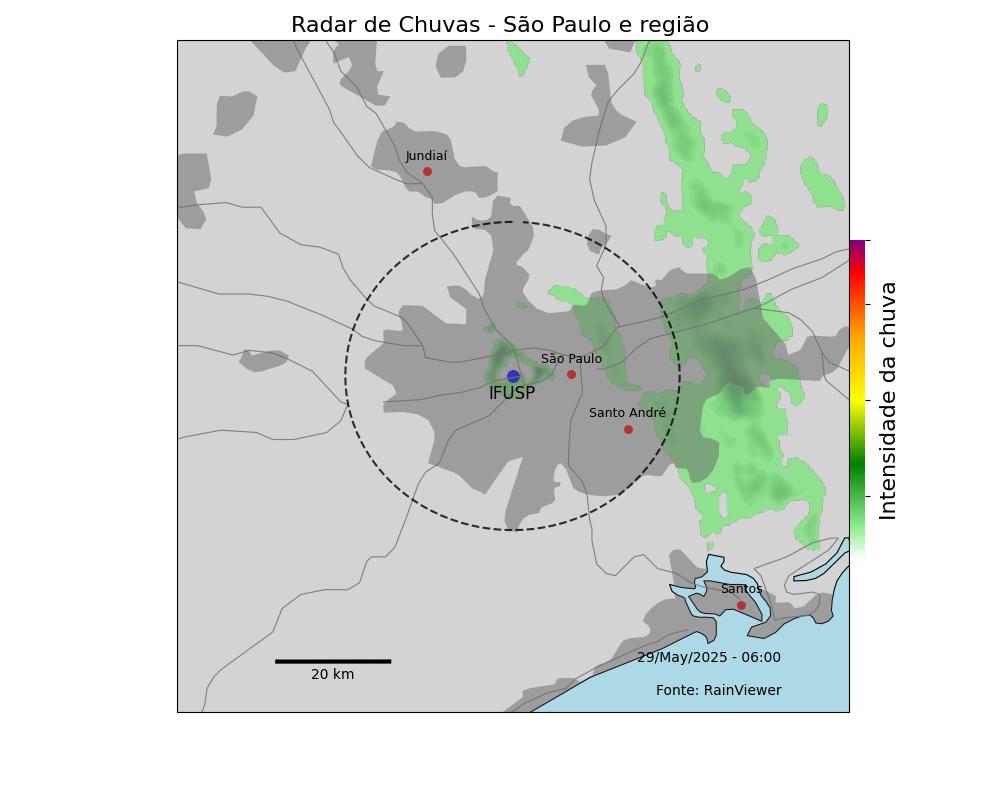 Radar de Chuvas - São Paulo e região
Jundiaí
São Paulo
IFUSP
Santo André
Intensidade da chuva
Santos
29/May/2025 - 06:00
20 km
Fonte: RainViewer